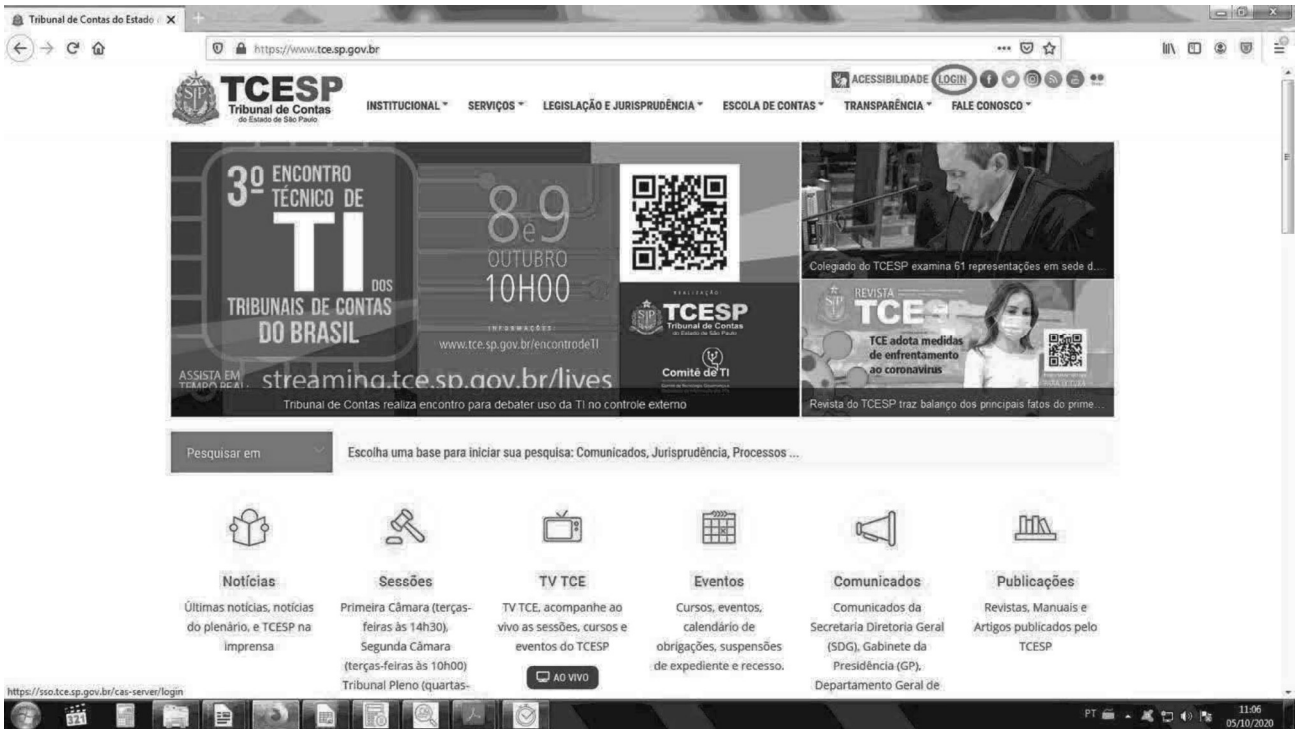 Tribunal de Contas do Estado
https://www.tce.sp.gov.br
ACESSIBILIDADE LOGIN
TCESP
Tribunal de Contas
do Estado de São Paulo
INSTITUCIONAL SERVIÇOS LEGISLAÇÃO E JURISPRUDÊNCIA ESCOLA DE CONTAS TRANSPARÊNCIA FALE CONOSCO
3º ENCONTRO
TÉCNICO DE
TI DOS
TRIBUNAIS DE CONTAS
DO BRASIL
8 e 9
OUTUBRO
10H00
INFORMAÇÕES:
www.tce.sp.gov.br/encontrodeTI
REALIZAÇÃO:
TCESP
Tribunal de Contas
do Estado de São Paulo
Comitê de TI
ASSISTA EM
TEMPO REAL: streaming.tce.sp.gov.br/lives
Tribunal de Contas realiza encontro para debater uso da TI no controle externo
Colegiado do TCESP examina 61 representações em sede d...
REVISTA
TCESP
TCE adota medidas
de enfrentamento
ao coronavírus
Revista do TCESP traz balanço dos principais fatos do prime...
Pesquisar em
Escolha uma base para iniciar sua pesquisa: Comunicados, Jurisprudência, Processos ...
Notícias
Últimas notícias, notícias
do plenário, e TCESP na
imprensa
Sessões
Primeira Câmara (terças-
feiras às 14h30),
Segunda Câmara
(terças-feiras às 10h00)
Tribunal Pleno (quartas-
TV TCE
TV TCE, acompanhe ao
vivo as sessões, cursos e
eventos do TCESP
AO VIVO
Eventos
Cursos, eventos,
calendário de
obrigações, suspensões
de expediente e recesso.
Comunicados
Comunicados da
Secretaria Diretoria Geral
(SDG), Gabinete da
Presidência (GP),
Departamento Geral de
Publicações
Revistas, Manuais e
Artigos publicados pelo
TCESP
https://sso.tce.sp.gov.br/cas-server/login
321
PT
11:06
05/10/2020